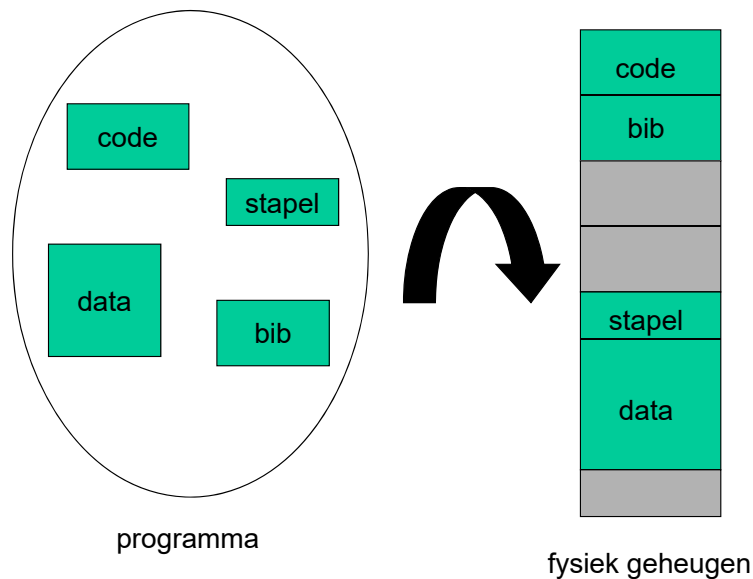 code
stapel
data
bib
programma
code
bib
stapel
data
fysiek geheugen